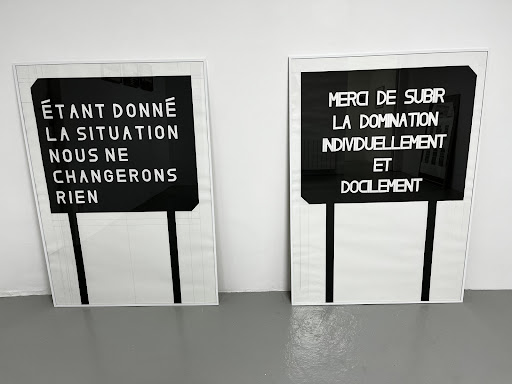 ÉTANT DONNÉ
LA SITUATION
NOUS NE
CHANGERONS
RIEN
MERCI DE SUBIR
LA DOMINATION
INDIVIDUELLEMENT
ET
DOCILEMENT